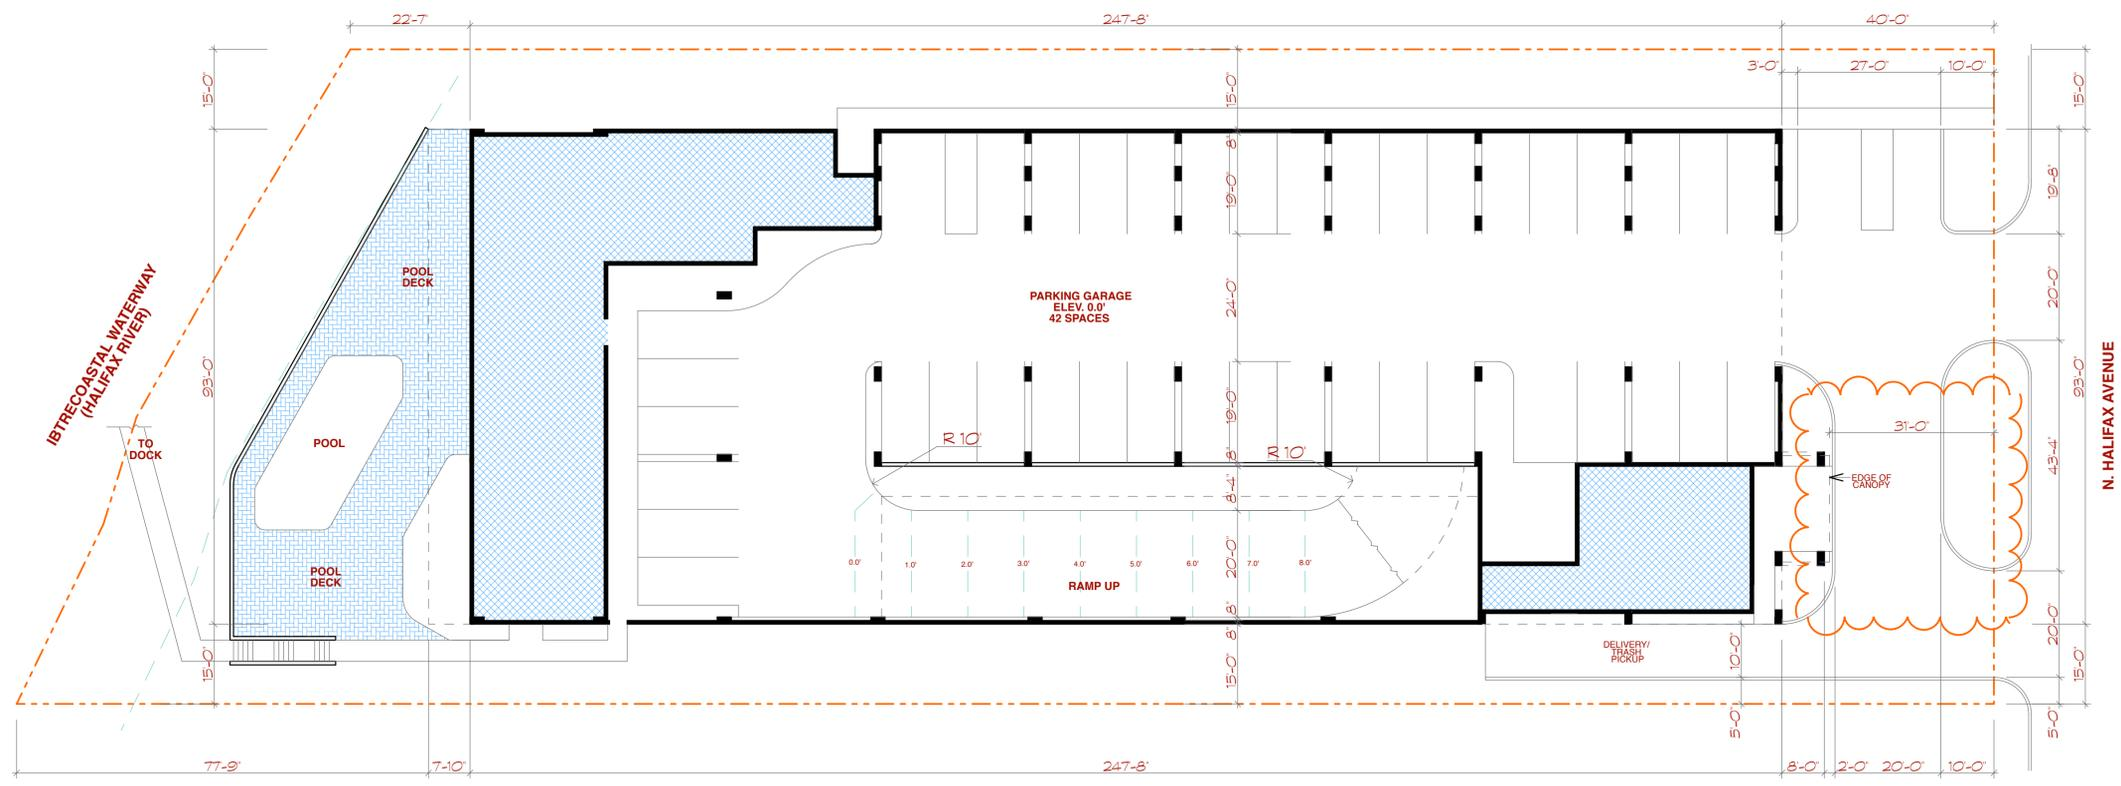 22'-7"
247'-8"
40'-0"
3'-0"
27'-0"
10'-0"
15'-0"
15'-0"
15'-0"
8"
19'-0"
19'-8"
POOL
DECK
PARKING GARAGE
ELEV. 0.0'
42 SPACES
24'-0"
20'-0"
IBTRECOASTAL WATERWAY
(HALIFAX RIVER)
93'-0"
93'-0"
N. HALIFAX AVENUE
TO
DOCK
POOL
R 10'
R 10'
19'-0"
8"
31'-0"
43'-4"
EDGE OF
CANOPY
8'-4"
POOL
DECK
0.0'
1.0'
2.0'
3.0'
4.0'
5.0'
6.0'
7.0'
8.0'
RAMP UP
20'-0"
8"
8"
DELIVERY/
TRASH
PICKUP
15'-0"
15'-0"
10'-0"
20'-0"
15'-0"
5'-0"
5'-0"
77'-9"
7'-10"
247'-8"
8'-0"
2'-0"
20'-0"
10'-0"